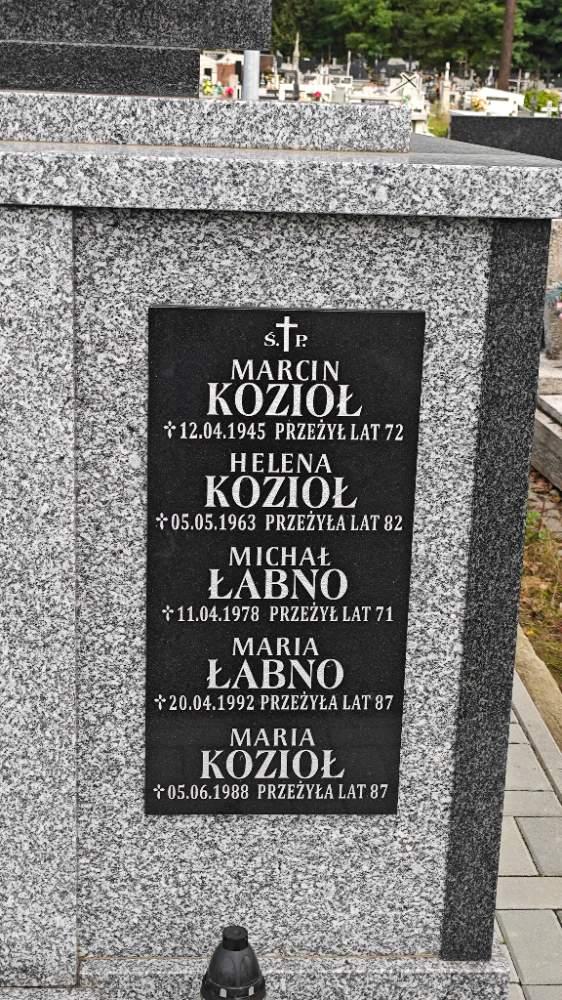 Ś. P.
MARCIN
KOZIOŁ
✝12.04.1945 PRZEŻYŁ LAT 72
HELENA
KOZIOŁ
✝05.05.1963 PRZEŻYŁA LAT 82
MICHAŁ
ŁABNO
✝11.04.1978 PRZEŻYŁ LAT 71
MARIA
ŁABNO
✝20.04.1992 PRZEŻYŁA LAT 87
MARIA
KOZIOŁ
✝05.06.1988 PRZEŻYŁA LAT 87